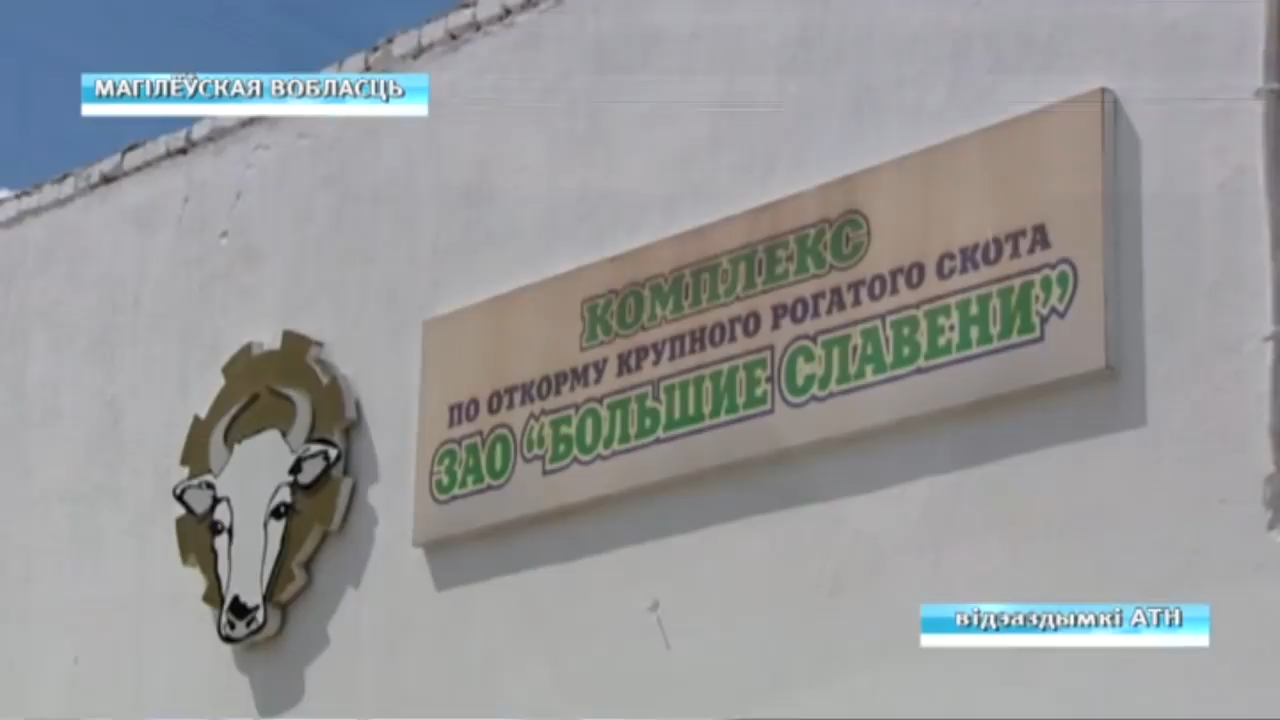 МАГІЛЁЎСКАЯ ВОБЛАСЦЬ
КОМПЛЕКС
ПО ОТКОРМУ КРУПНОГО РОГАТОГО СКОТА
ЗАО “БОЛЬШИЕ СЛАВЕНИ”
відэаздымкі АТН